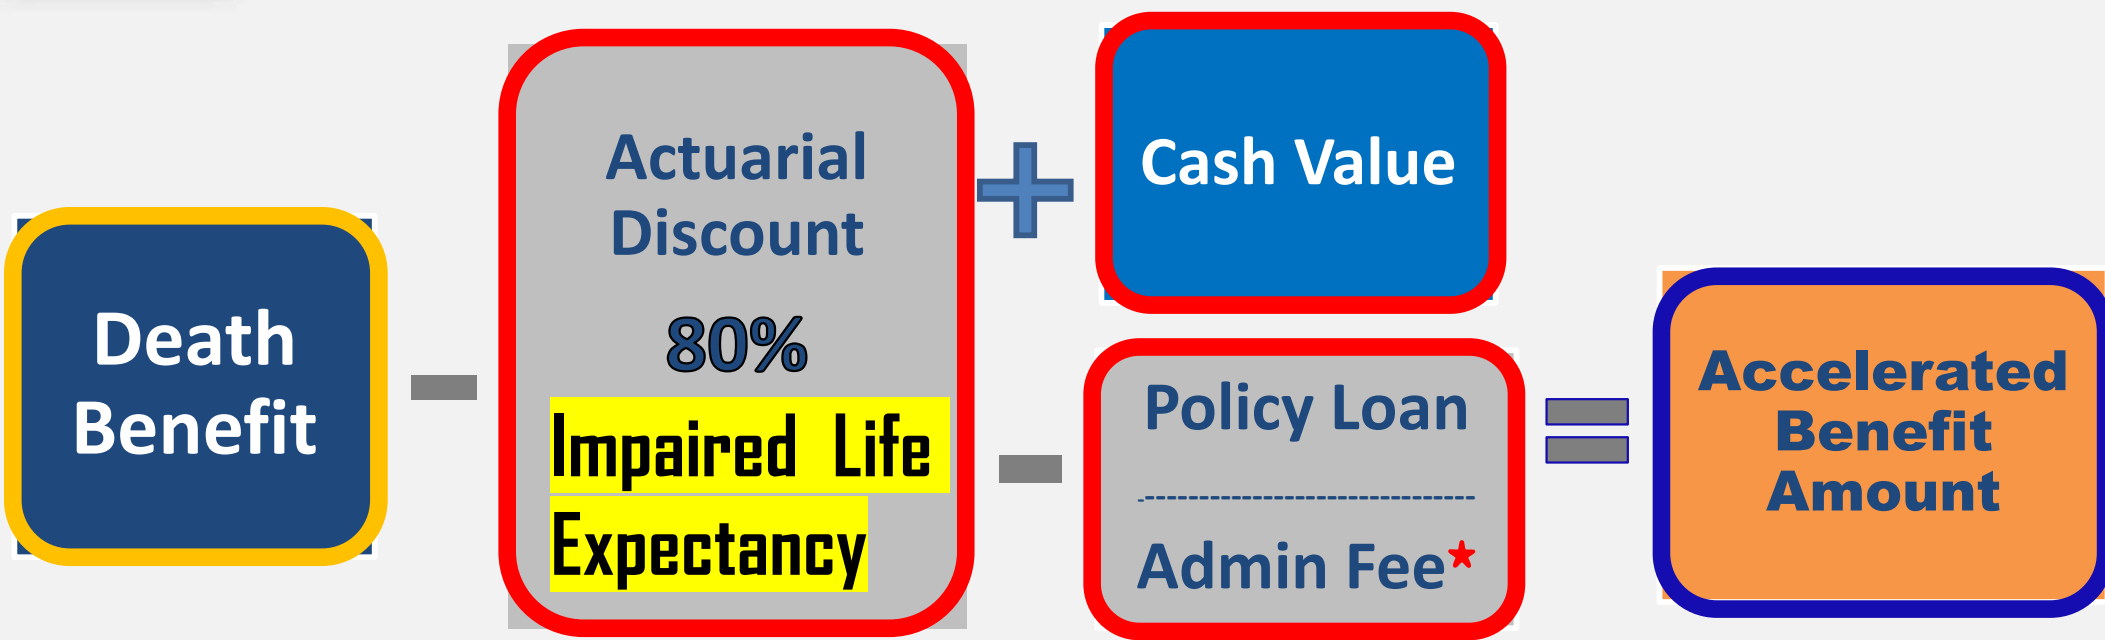 Death
Benefit
Actuarial
Discount
80%
Impaired Life
Expectancy
Cash Value
Policy Loan
-------------------------------
Admin Fee*
Accelerated
Benefit
Amount